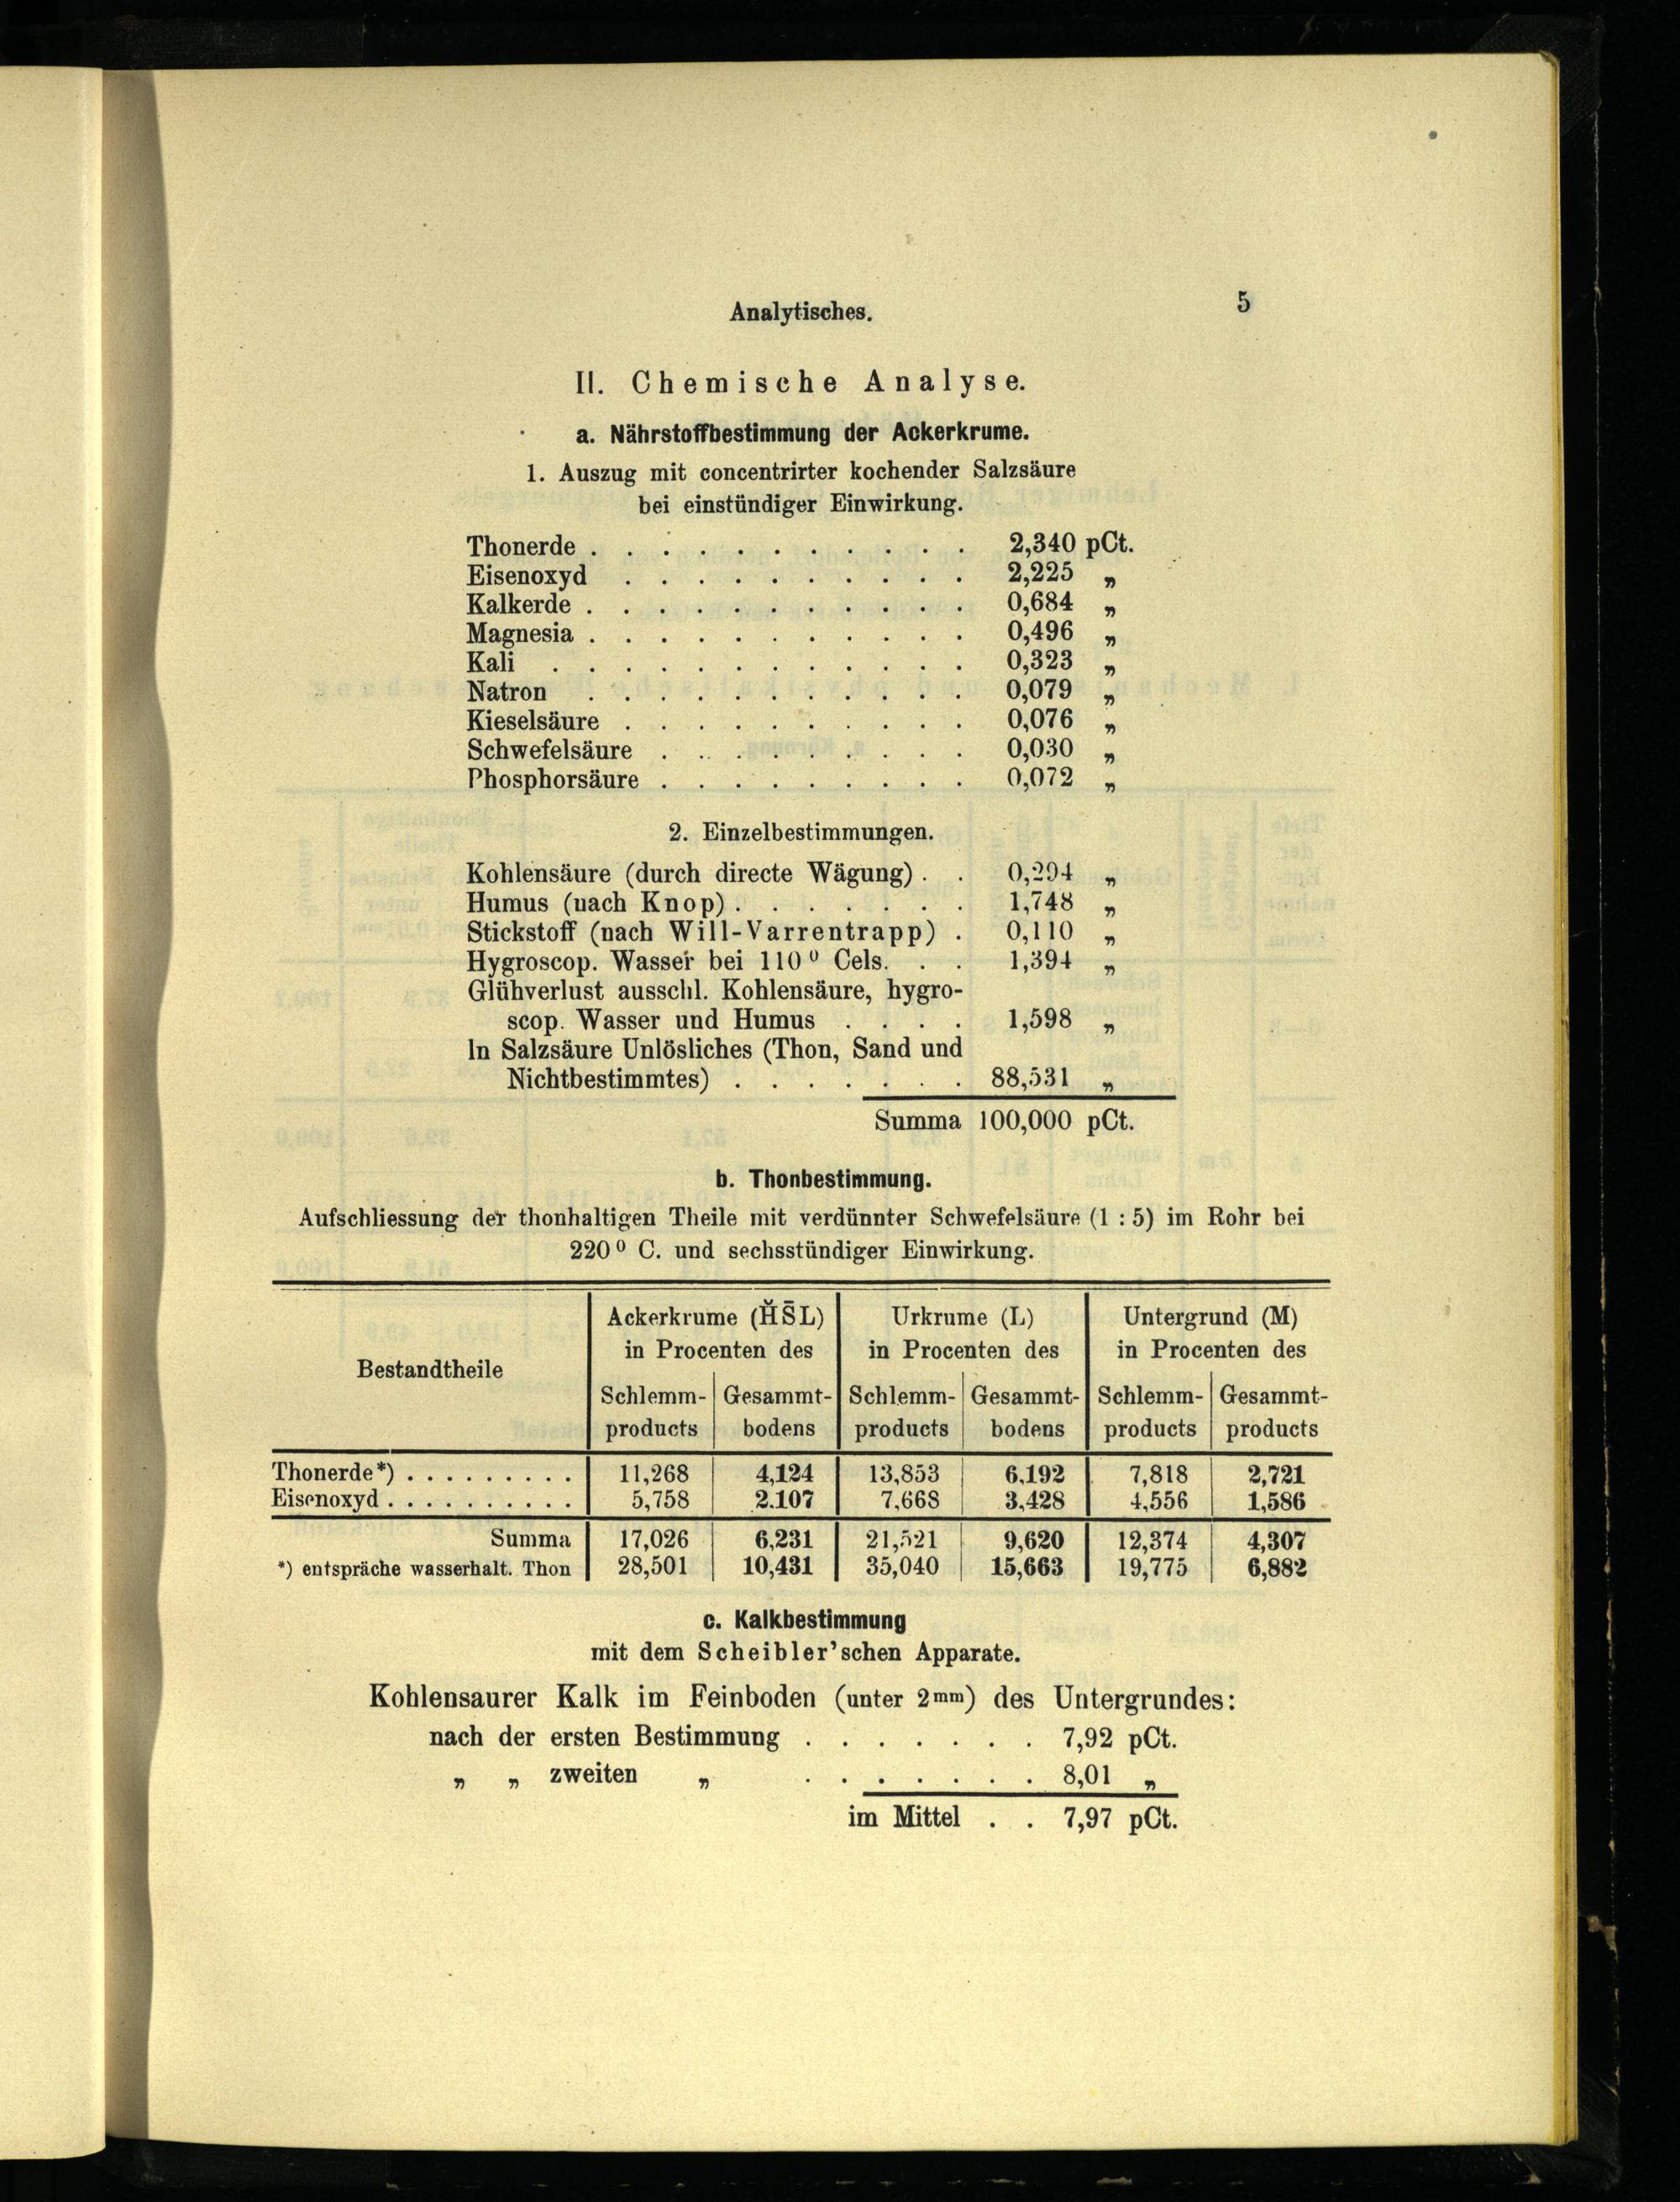 Analytisches. 5
II. Chemische Analyse.
a. Nährstoffbestimmung der Ackerkrume.
1. Auszug mit concentrirter kochender Salzsäure
bei einstündiger Einwirkung.
Thonerde . . . . . . . . . . . 2,340 pCt.
Eisenoxyd . . . . . . . . . . 2,225 „
Kalkerde . . . . . . . . . . . 0,684 „
Magnesia . . . . . . . . . . . 0,496 „
Kali . . . . . . . . . . . . 0,323 „
Natron . . . . . . . . . . . 0,079 „
Kieselsäure . . . . . . . . . . 0,076 „
Schwefelsäure . . . . . . . . . 0,030 „
Phosphorsäure . . . . . . . . . 0,072 „
2. Einzelbestimmungen.
Kohlensäure (durch directe Wägung) . . 0,294 „
Humus (nach Knop) . . . . . . . 1,748 „
Stickstoff (nach Will-Varrentrapp) . 0,110 „
Hygroscop. Wasser bei 110° Cels. . . 1,394 „
Glühverlust ausschl. Kohlensäure, hygro-
scop. Wasser und Humus . . . . 1,598 „
In Salzsäure Unlösliches (Thon, Sand und
Nichtbestimmtes) . . . . . . . 88,531 „
Summa 100,000 pCt.
b. Thonbestimmung.
Aufschliessung der thonhaltigen Theile mit verdünnter Schwefelsäure (1 : 5) im Rohr bei
220° C. und sechsstündiger Einwirkung.
Bestandtheile
Ackerkrume (H̆S̄L) Urkrume (L) Untergrund (M)
in Procenten des in Procenten des in Procenten des
Schlemm- Gesammt- Schlemm- Gesammt- Schlemm- Gesammt-
products bodens products bodens products products
Thonerde*) . . . . . . . . . 11,268 4,124 13,853 6,192 7,818 2,721
Eisenoxyd . . . . . . . . . . 5,758 2.107 7,668 3,428 4,556 1,586
Summa 17,026 6,231 21,521 9,620 12,374 4,307
*) entspräche wasserhalt. Thon 28,501 10,431 35,040 15,663 19,775 6,882
c. Kalkbestimmung
mit dem Scheibler'schen Apparate.
Kohlensaurer Kalk im Feinboden (unter 2mm) des Untergrundes:
nach der ersten Bestimmung . . . . . . . 7,92 pCt.
„ „ zweiten „ . . . . . . . 8,01 „
im Mittel . . 7,97 pCt.